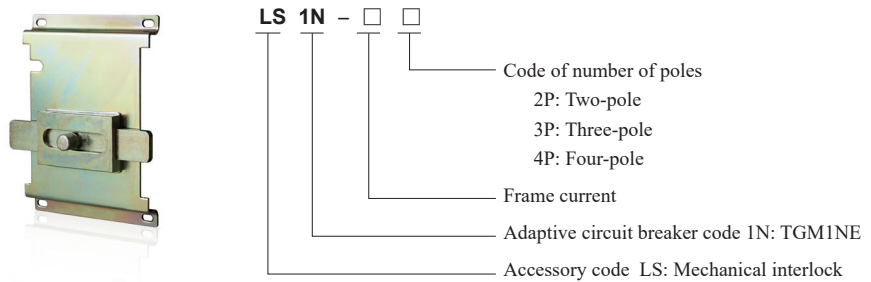 LS 1N – □ □
Code of number of poles
2P: Two-pole
3P: Three-pole
4P: Four-pole
Frame current
Adaptive circuit breaker code 1N: TGM1NE
Accessory code LS: Mechanical interlock